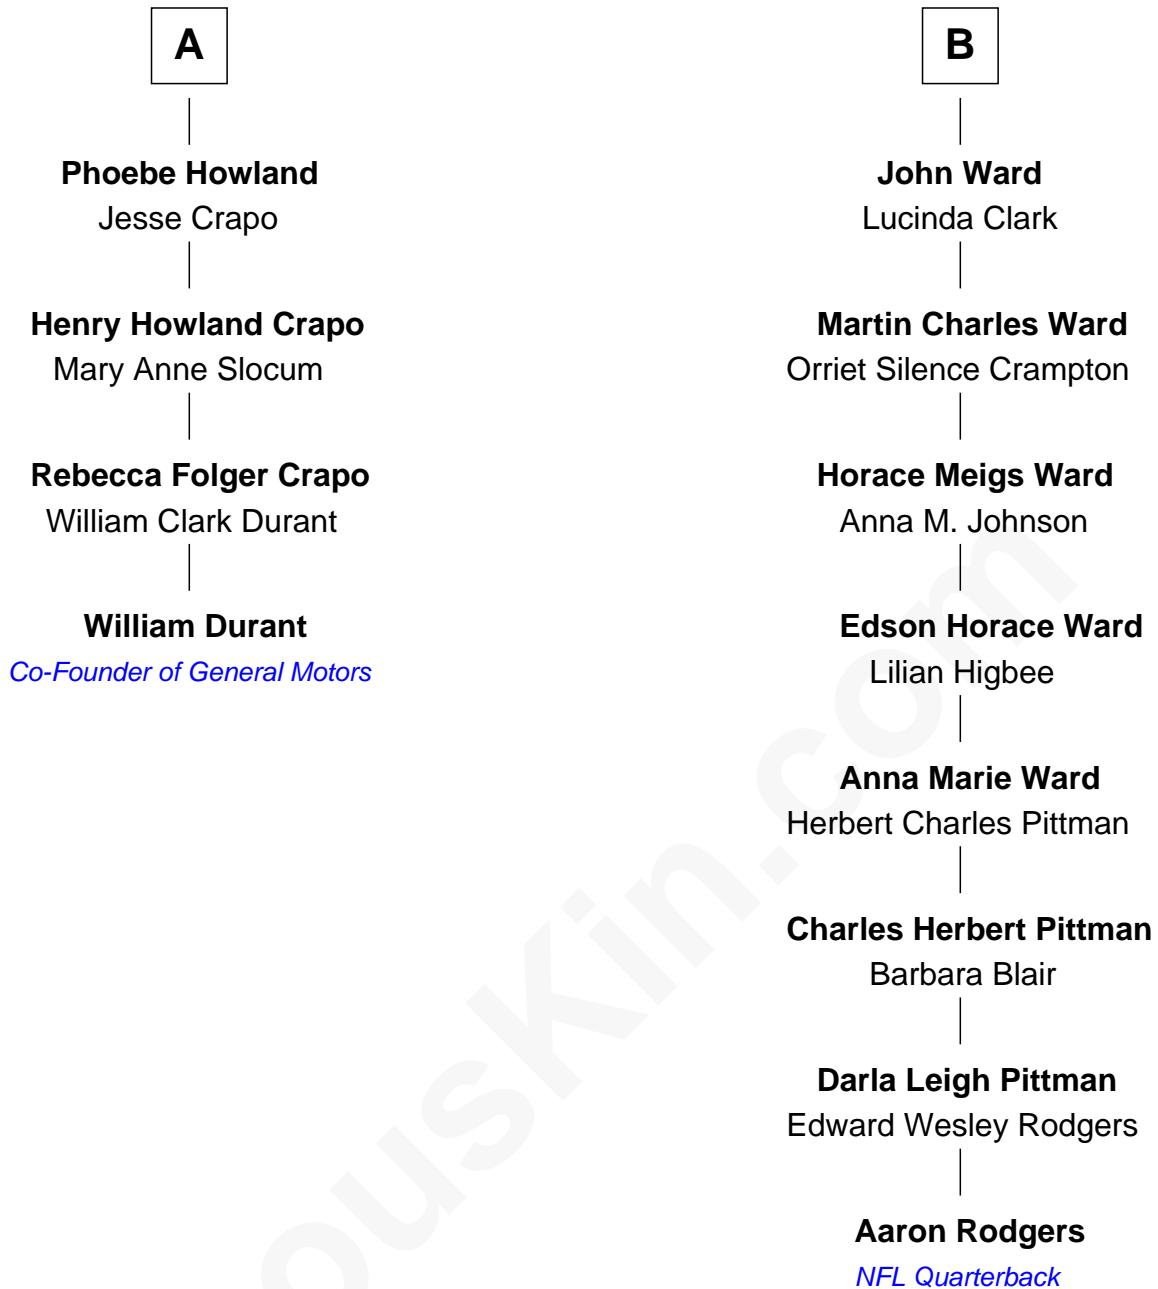 A
Phoebe Howland
Jesse Crapo
Henry Howland Crapo
Mary Anne Slocum
Rebecca Folger Crapo
William Clark Durant
William Durant
Co-Founder of General Motors
B
John Ward
Lucinda Clark
Martin Charles Ward
Orriet Silence Crampton
Horace Meigs Ward
Anna M. Johnson
Edson Horace Ward
Lilian Higbee
Anna Marie Ward
Herbert Charles Pittman
Charles Herbert Pittman
Barbara Blair
Darla Leigh Pittman
Edward Wesley Rodgers
Aaron Rodgers
NFL Quarterback
ousKin.com